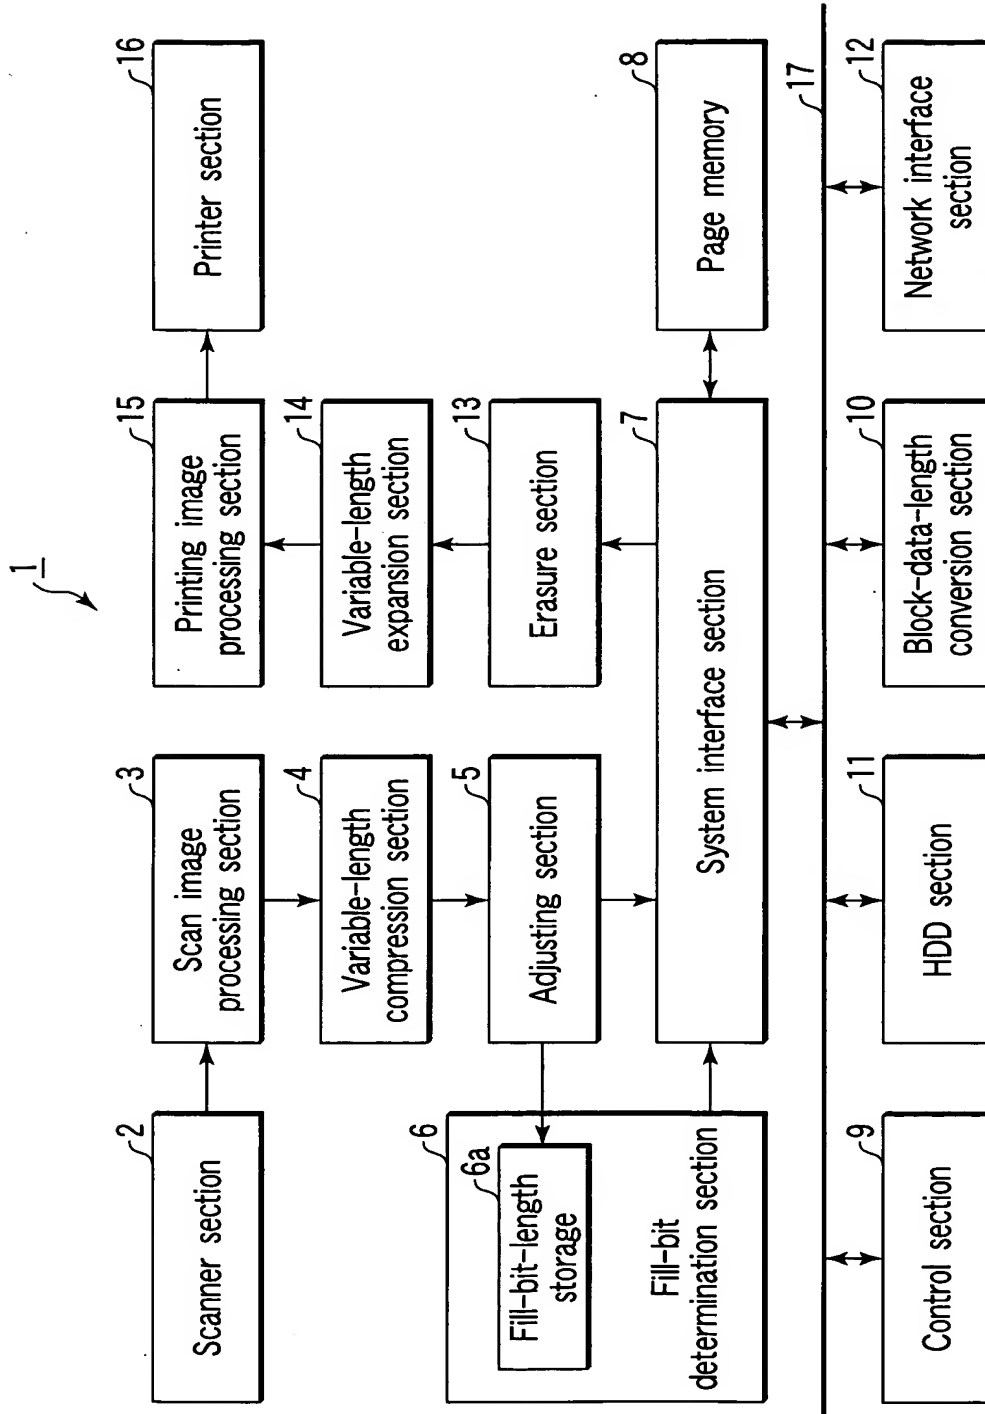 1
2
Scanner section
3
Scan image
processing section
15
Printing image
processing section
16
Printer section
4
Variable-length
compression section
14
Variable-length
expansion section
6
6a
Fill-bit-length
storage
Fill-bit
determination section
5
Adjusting section
13
Erasure section
7
System interface section
8
Page memory
17
9
Control section
11
HDD section
10
Block-data-length
conversion section
12
Network interface
section